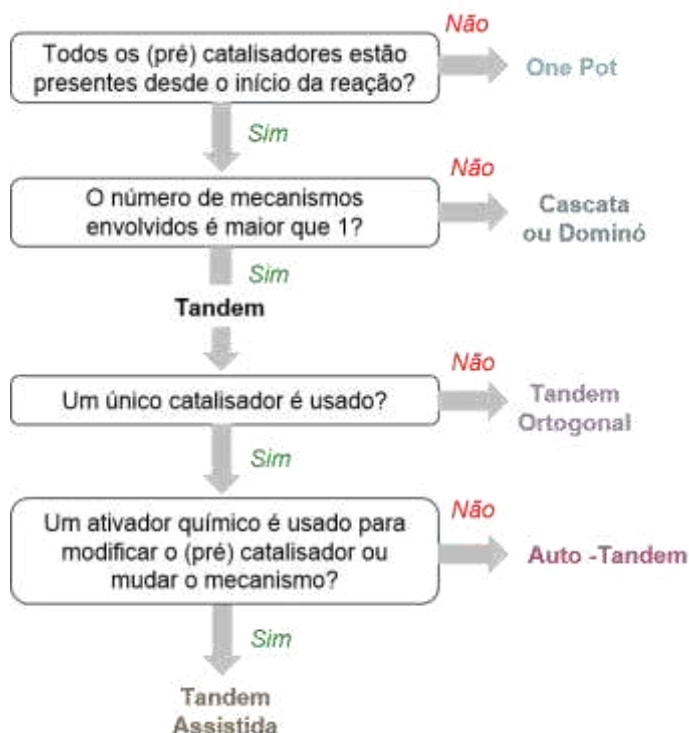 Todos os (pré) catalisadores estão
presentes desde o início da reação?
Não
One Pot
Sim
O número de mecanismos
envolvidos é maior que 1?
Não
Cascata
ou Dominó
Sim
Tandem
Um único catalisador é usado?
Não
Tandem
Ortogonal
Sim
Um ativador químico é usado para
modificar o (pré) catalisador ou
mudar o mecanismo?
Não
Auto -Tandem
Sim
Tandem
Assistida